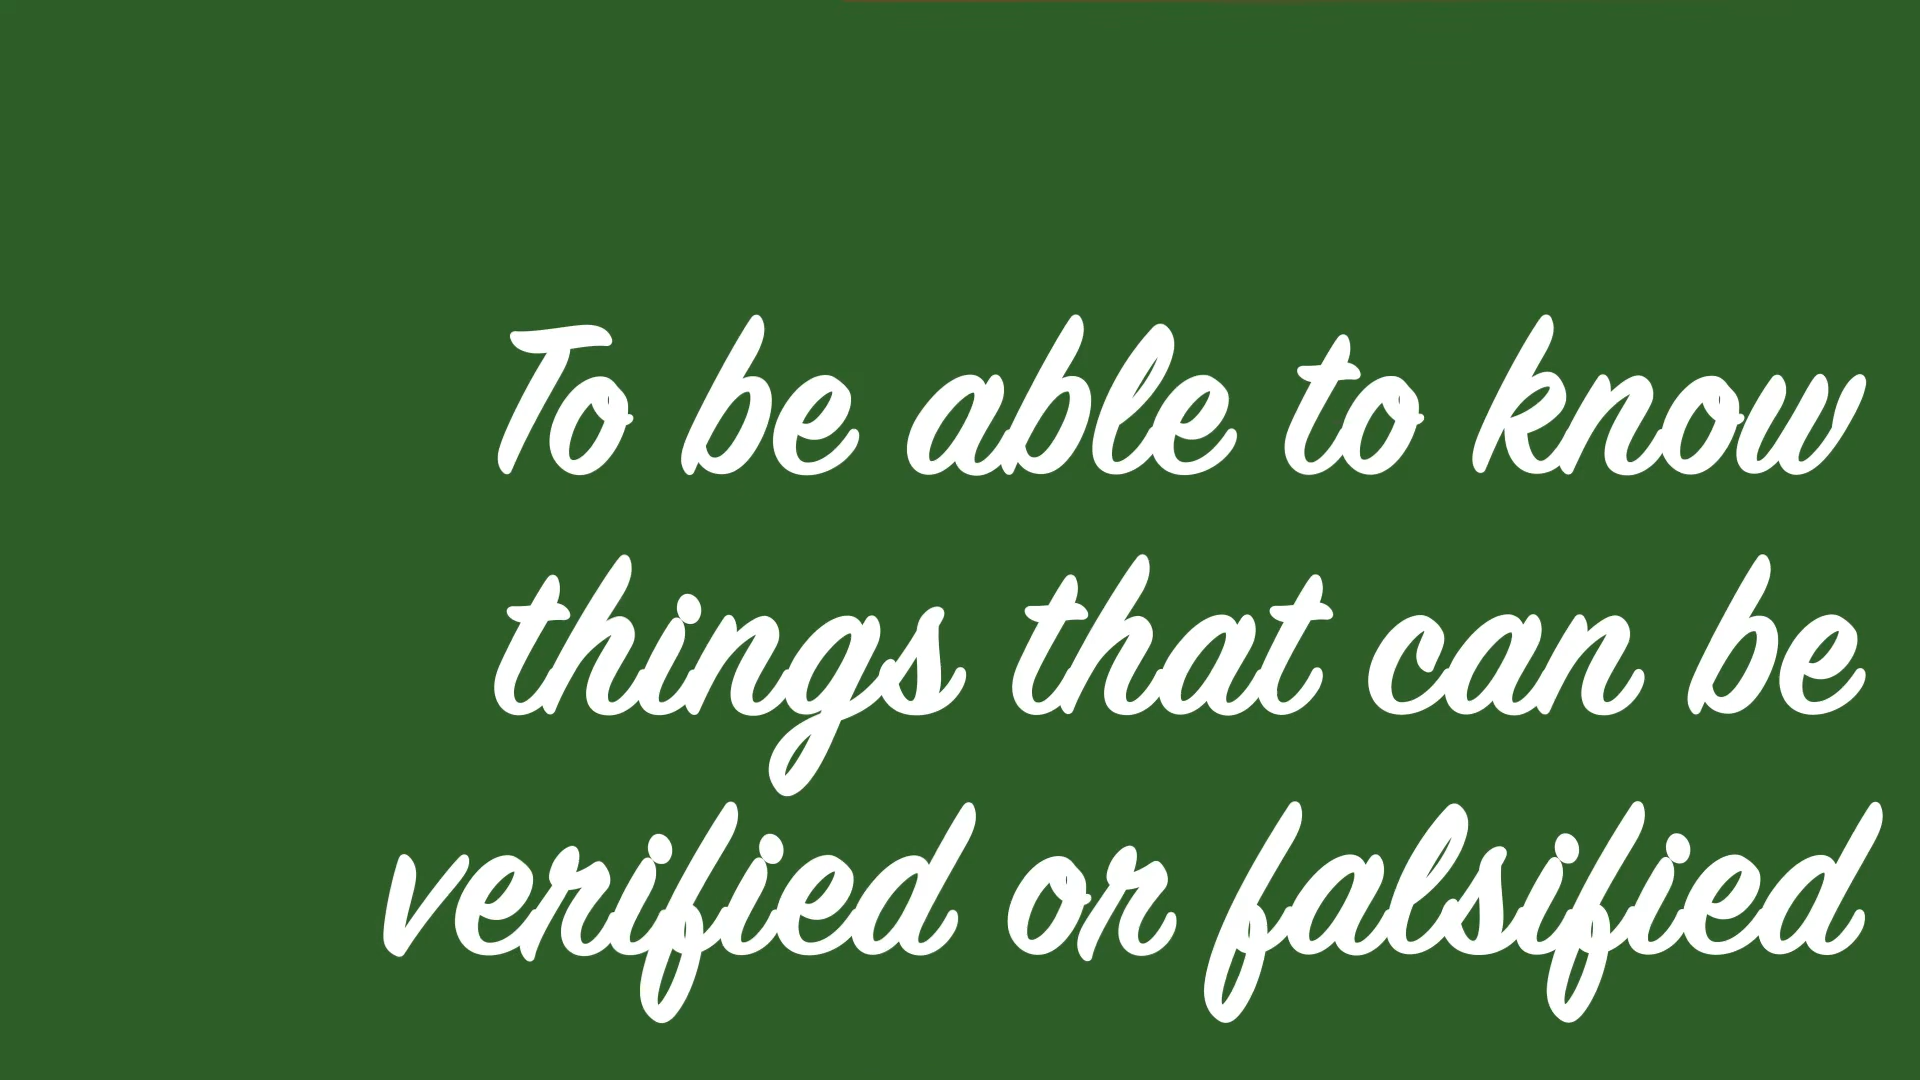 To be able to know
things that can be
verified or falsified